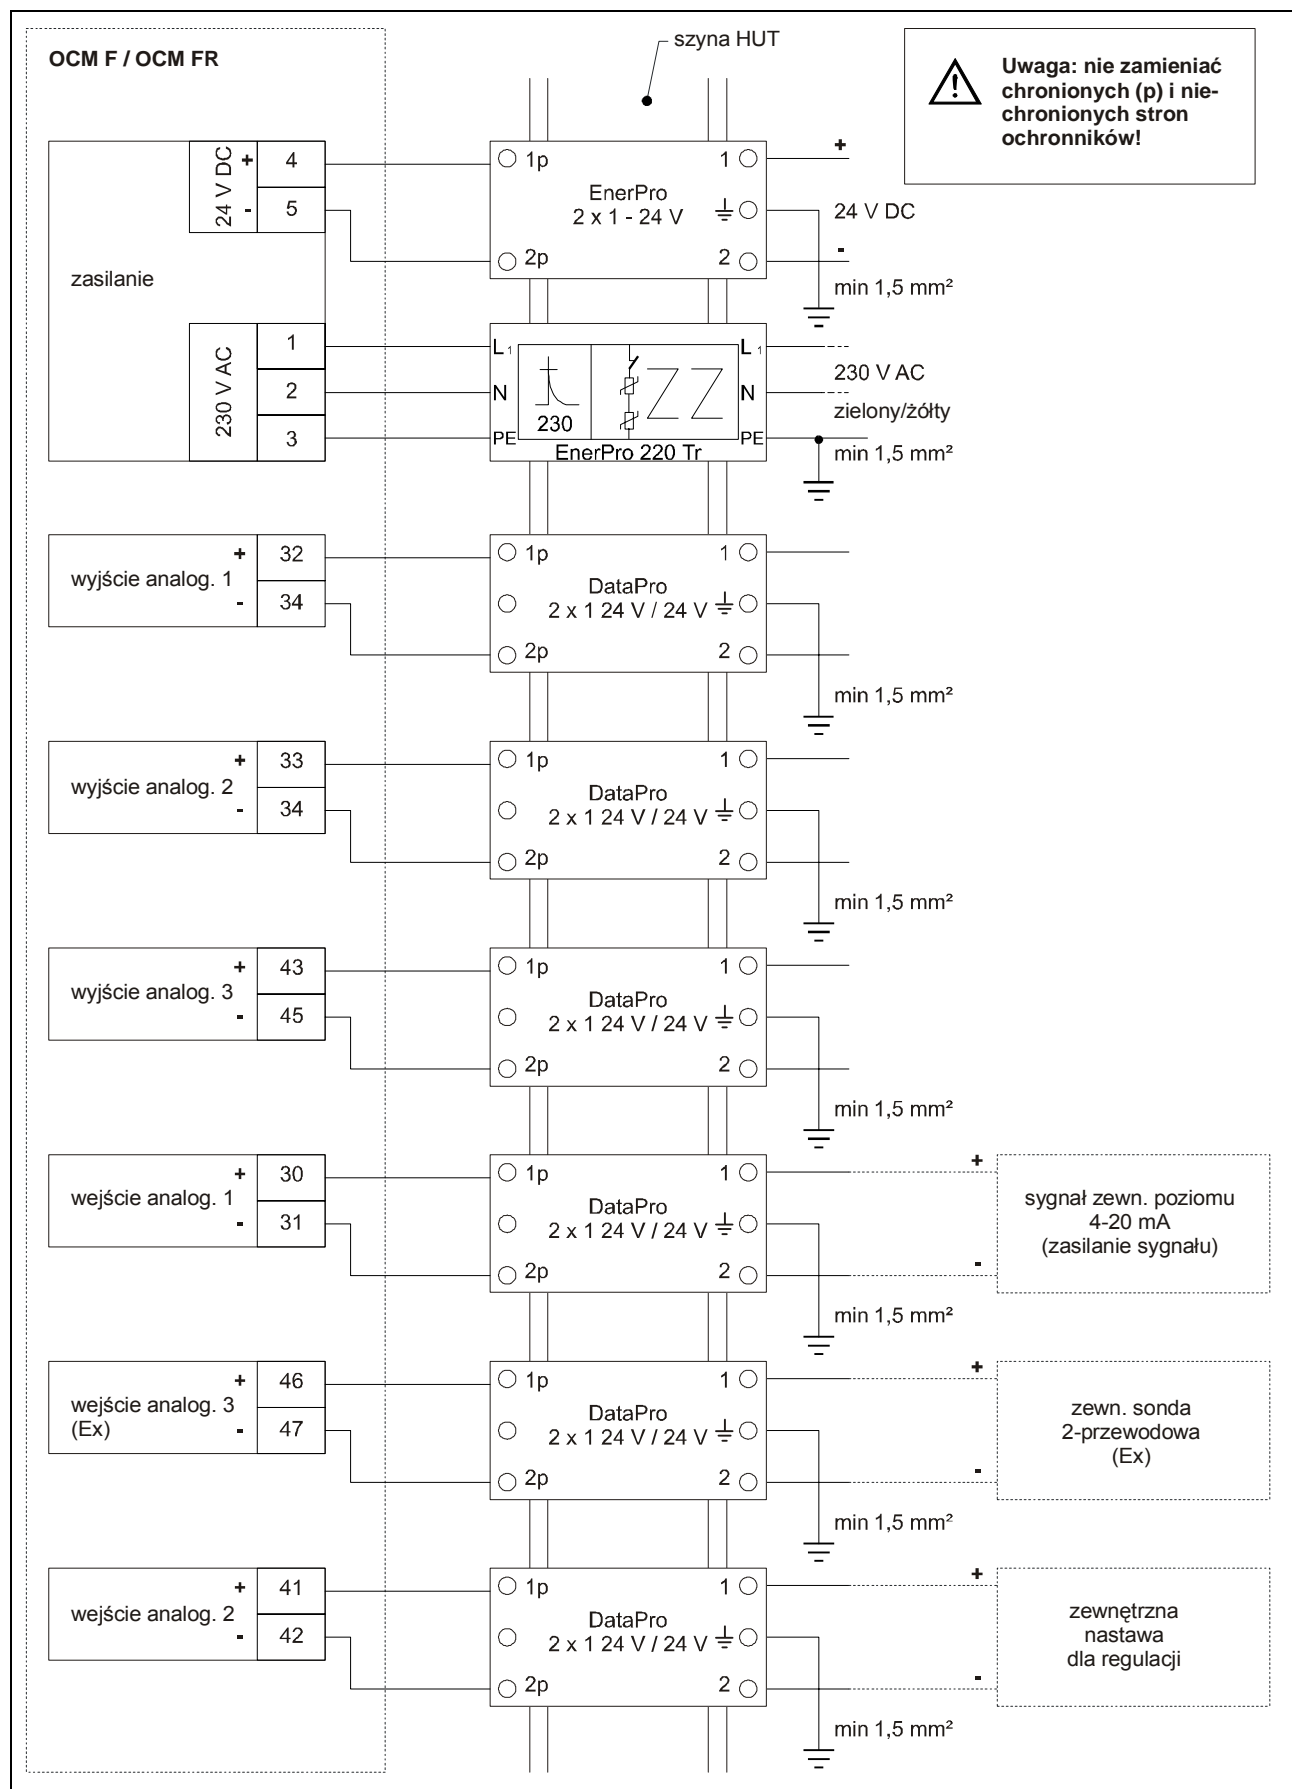 szyna HUT
OCM F / OCM FR
Uwaga: nie zamieniać
chronionych (p) i nie-
chronionych stron
ochronników!
zasilanie
24 V DC
+ 4
- 5
1p 1
EnerPro
2 x 1 - 24 V
2p 2
+
24 V DC
-
min 1,5 mm²
230 V AC
1
2
3
L1 L1
N N
PE PE
230
EnerPro 220 Tr
230 V AC
zielony/żółty
min 1,5 mm²
wyjście analog. 1
+ 32
- 34
1p 1
DataPro
2 x 1 24 V / 24 V
2p 2
min 1,5 mm²
wyjście analog. 2
+ 33
- 34
1p 1
DataPro
2 x 1 24 V / 24 V
2p 2
min 1,5 mm²
wyjście analog. 3
+ 43
- 45
1p 1
DataPro
2 x 1 24 V / 24 V
2p 2
min 1,5 mm²
wejście analog. 1
+ 30
- 31
1p 1
DataPro
2 x 1 24 V / 24 V
2p 2
min 1,5 mm²
+
-
sygnał zewn. poziomu
4-20 mA
(zasilanie sygnału)
wejście analog. 3
(Ex)
+ 46
- 47
1p 1
DataPro
2 x 1 24 V / 24 V
2p 2
min 1,5 mm²
+
-
zewn. sonda
2-przewodowa
(Ex)
wejście analog. 2
+ 41
- 42
1p 1
DataPro
2 x 1 24 V / 24 V
2p 2
min 1,5 mm²
+
-
zewnętrzna
nastawa
dla regulacji